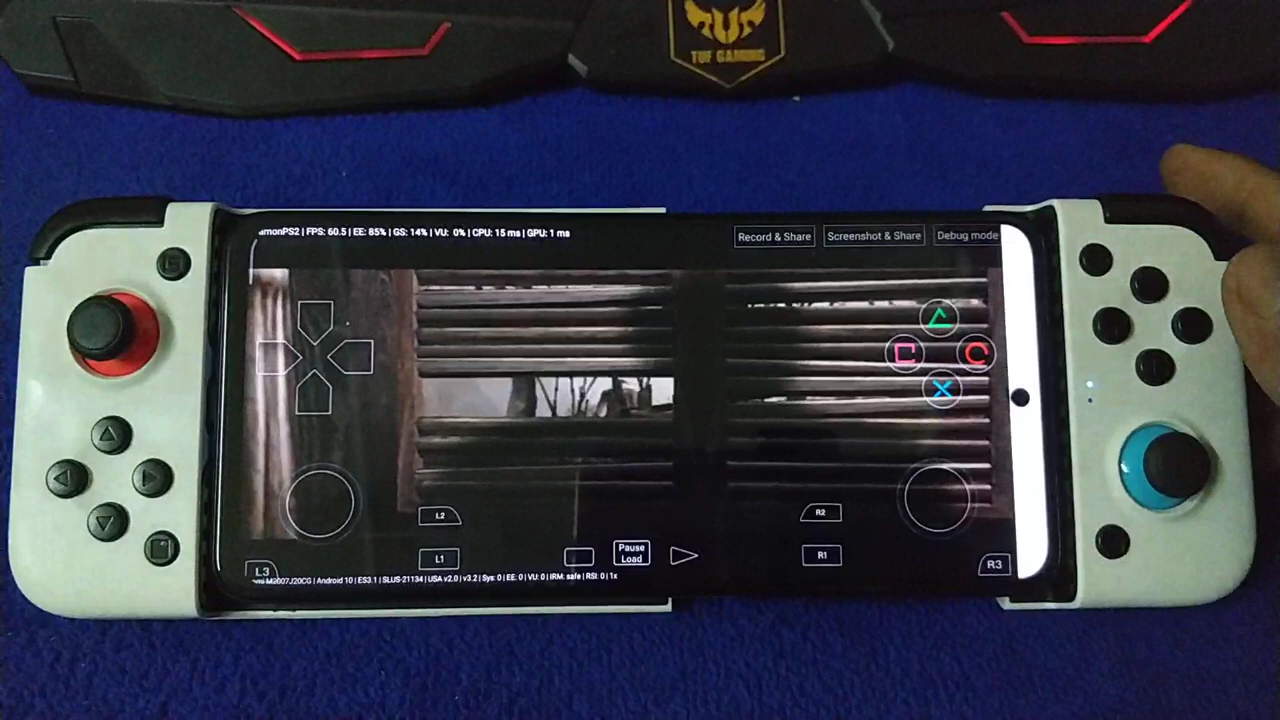 TUF GAMING
amonPS2 | FPS: 60.5 | EE: 85% | GS: 14% | VU: 0% | CPU: 15 ms | GPU: 1 ms
Record & Share
Screenshot & Share
Debug mode
L2
R2
L1
Pause
Load
R1
L3
R3
omi M2007J20CG | Android 10 | ES3.1 | SLUS-21134 | USA v2.0 | v3.2 | Sys: 0 | EE: 0 | VU: 0 | IRM: safe | RSI: 0 | 1x